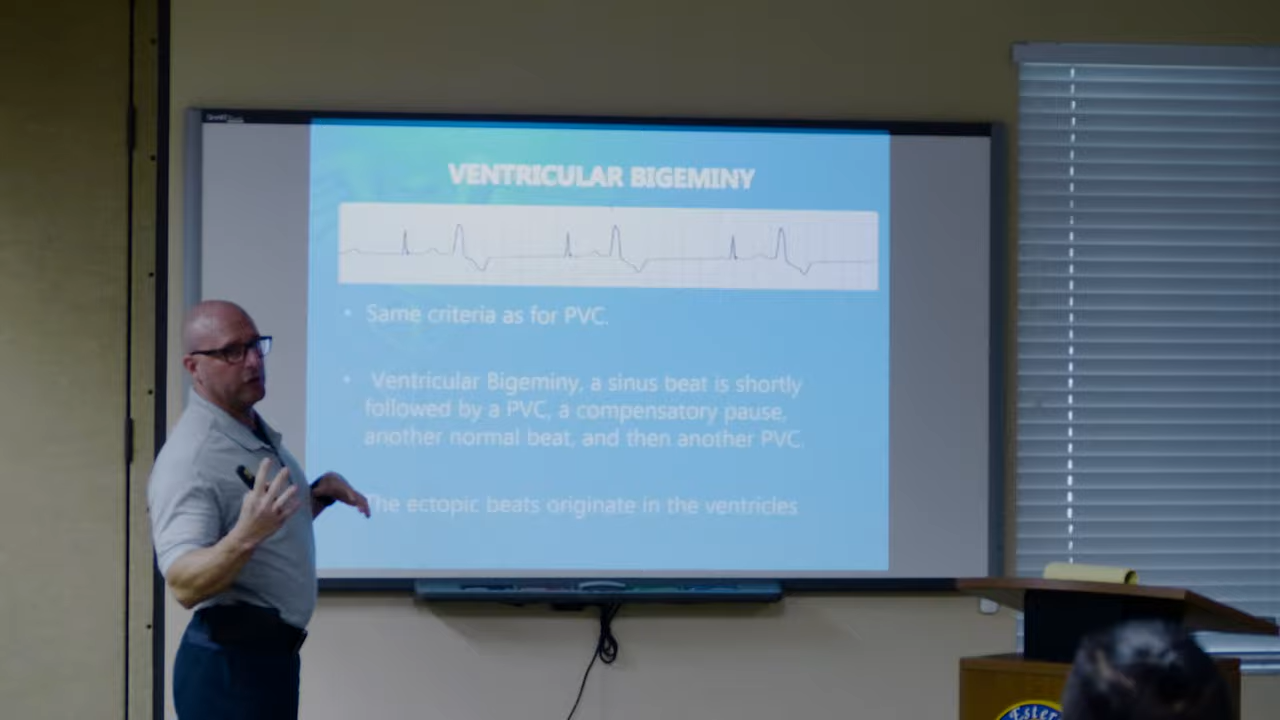 VENTRICULAR BIGEMINY
• Same criteria as for PVC.
• Ventricular Bigeminy, a sinus beat is shortly
followed by a PVC, a compensatory pause,
another normal beat, and then another PVC.
The ectopic beats originate in the ventricles
Ester